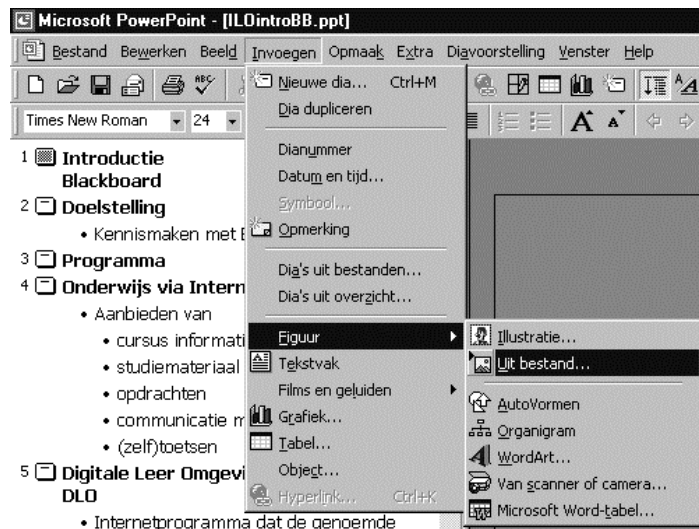 Microsoft PowerPoint - [ILOintroBB.ppt]
Bestand Bewerken Beeld Invoegen Opmaak Extra Diavoorstelling Venster Help
ABC
Times New Roman 24
1 Introductie
Blackboard
2 Doelstelling
• Kennismaken met
3 Programma
4 Onderwijs via Intern
• Aanbieden van
• cursus informati
• studiemateriaal
• opdrachten
• communicatie m
• (zelf)toetsen
5 Digitale Leer Omgevi
DLO
• Internetprogramma dat de genoemde
Nieuwe dia... Ctrl+M
Dia dupliceren
Dianummer
Datum en tijd...
Symbool...
Opmerking
Dia's uit bestanden...
Dia's uit overzicht...
Figuur
Tekstvak
Films en geluiden
Grafiek...
Tabel...
Object...
Hyperlink... Ctrl+K
Illustratie...
Uit bestand...
AutoVormen
Organigram
WordArt...
Van scanner of camera...
Microsoft Word-tabel...